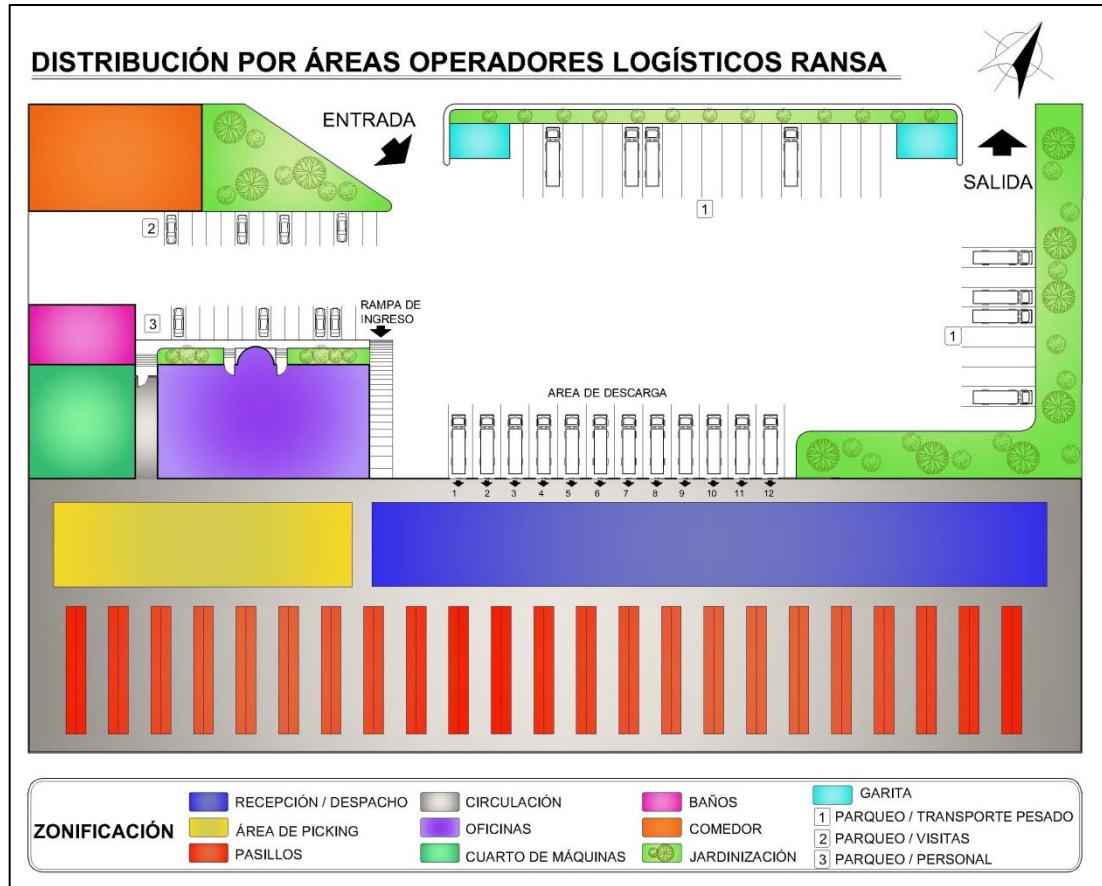 DISTRIBUCIÓN POR ÁREAS OPERADORES LOGÍSTICOS RANSA
ENTRADA
SALIDA
1
2
3
RAMPA DE
INGRESO
1
AREA DE DESCARGA
1 2 3 4 5 6 7 8 9 10 11 12
ZONIFICACIÓN
RECEPCIÓN / DESPACHO
ÁREA DE PICKING
PASILLOS
CIRCULACIÓN
OFICINAS
CUARTO DE MÁQUINAS
BAÑOS
COMEDOR
JARDINIZACIÓN
GARITA
1 PARQUEO / TRANSPORTE PESADO
2 PARQUEO / VISITAS
3 PARQUEO / PERSONAL